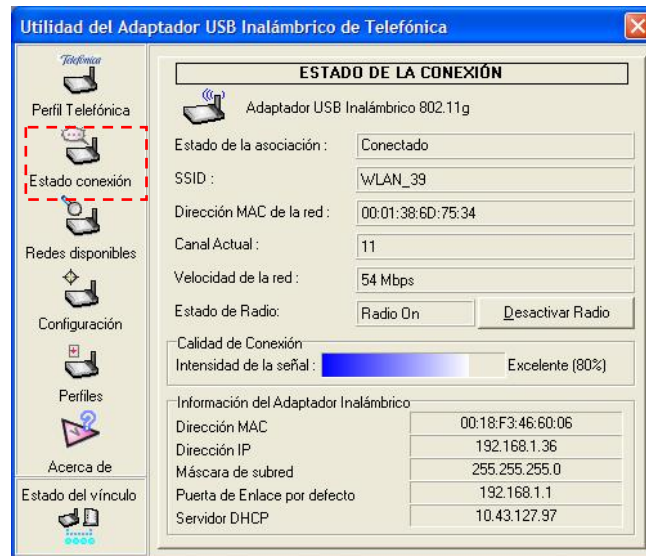 Utilidad del Adaptador USB Inalámbrico de Telefónica
Telefónica
Perfil Telefónica
Estado conexión
Redes disponibles
Configuración
Perfiles
Acerca de
Estado del vínculo
ESTADO DE LA CONEXIÓN
Adaptador USB Inalámbrico 802.11g
Estado de la asociación : Conectado
SSID : WLAN_39
Dirección MAC de la red : 00:01:38:6D:75:34
Canal Actual : 11
Velocidad de la red : 54 Mbps
Estado de Radio: Radio On Desactivar Radio
Calidad de Conexión
Intensidad de la señal : Excelente (80%)
Información del Adaptador Inalámbrico
Dirección MAC 00:18:F3:46:60:06
Dirección IP 192.168.1.36
Máscara de subred 255.255.255.0
Puerta de Enlace por defecto 192.168.1.1
Servidor DHCP 10.43.127.97